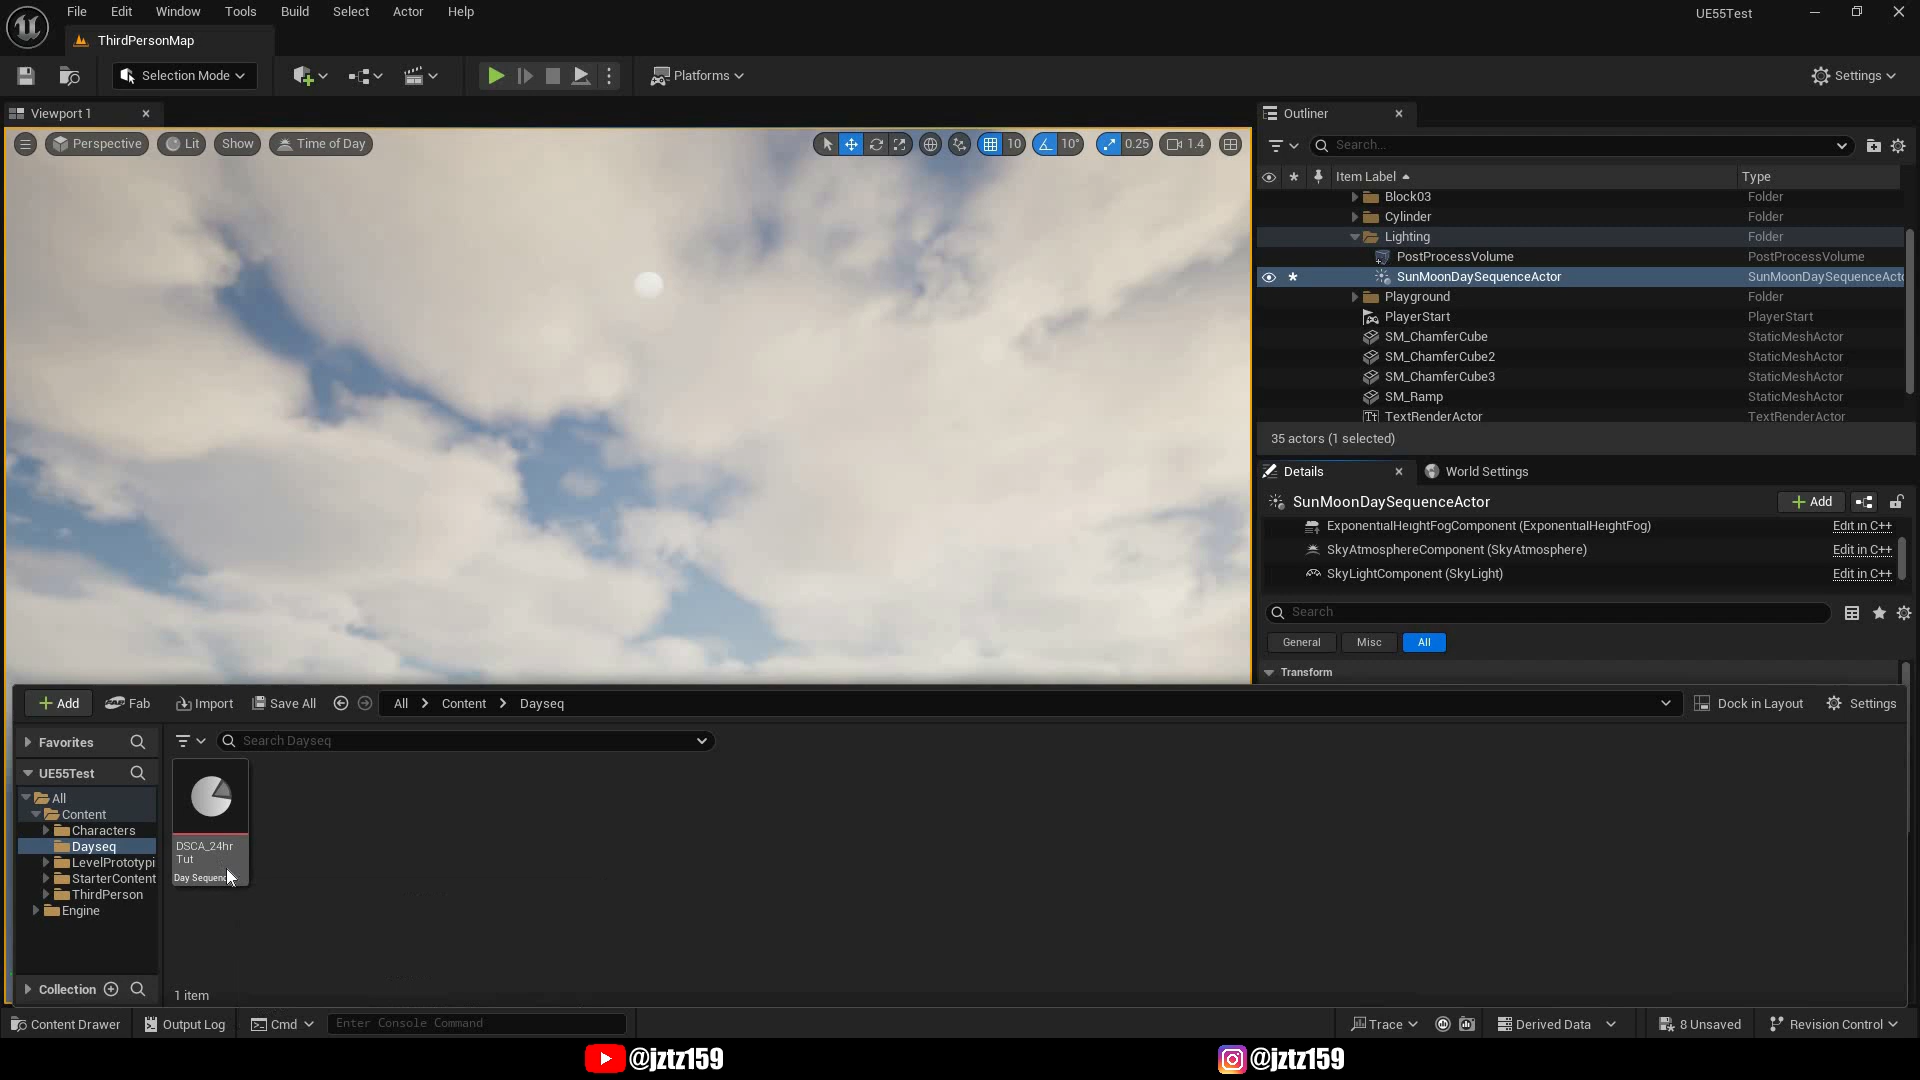 File Edit Window Tools Build Select Actor Help
UE55Test
ThirdPersonMap
Selection Mode
Platforms
Settings
Viewport 1
Perspective Lit Show Time of Day
10 10° 0.25 1.4
Outliner
Search...
Item Label Type
Block03 Folder
Cylinder Folder
Lighting Folder
PostProcessVolume PostProcessVolume
SunMoonDaySequenceActor SunMoonDaySequenceActo
Playground Folder
PlayerStart PlayerStart
SM_ChamferCube StaticMeshActor
SM_ChamferCube2 StaticMeshActor
SM_ChamferCube3 StaticMeshActor
SM_Ramp StaticMeshActor
TextRenderActor TextRenderActor
35 actors (1 selected)
Details World Settings
SunMoonDaySequenceActor
Add
ExponentialHeightFogComponent (ExponentialHeightFog) Edit in C++
SkyAtmosphereComponent (SkyAtmosphere) Edit in C++
SkyLightComponent (SkyLight) Edit in C++
Search
General Misc All
Transform
Add Fab Import Save All All Content Dayseq Dock in Layout Settings
Favorites
Search Dayseq
UE55Test
All
Content
Characters
Dayseq
LevelPrototypi
StarterContent
ThirdPerson
Engine
DSCA_24hr
Tut
Day Sequen
Collection
1 item
Content Drawer Output Log Cmd Enter Console Command Trace Derived Data 8 Unsaved Revision Control
@jztz159 @jztz159